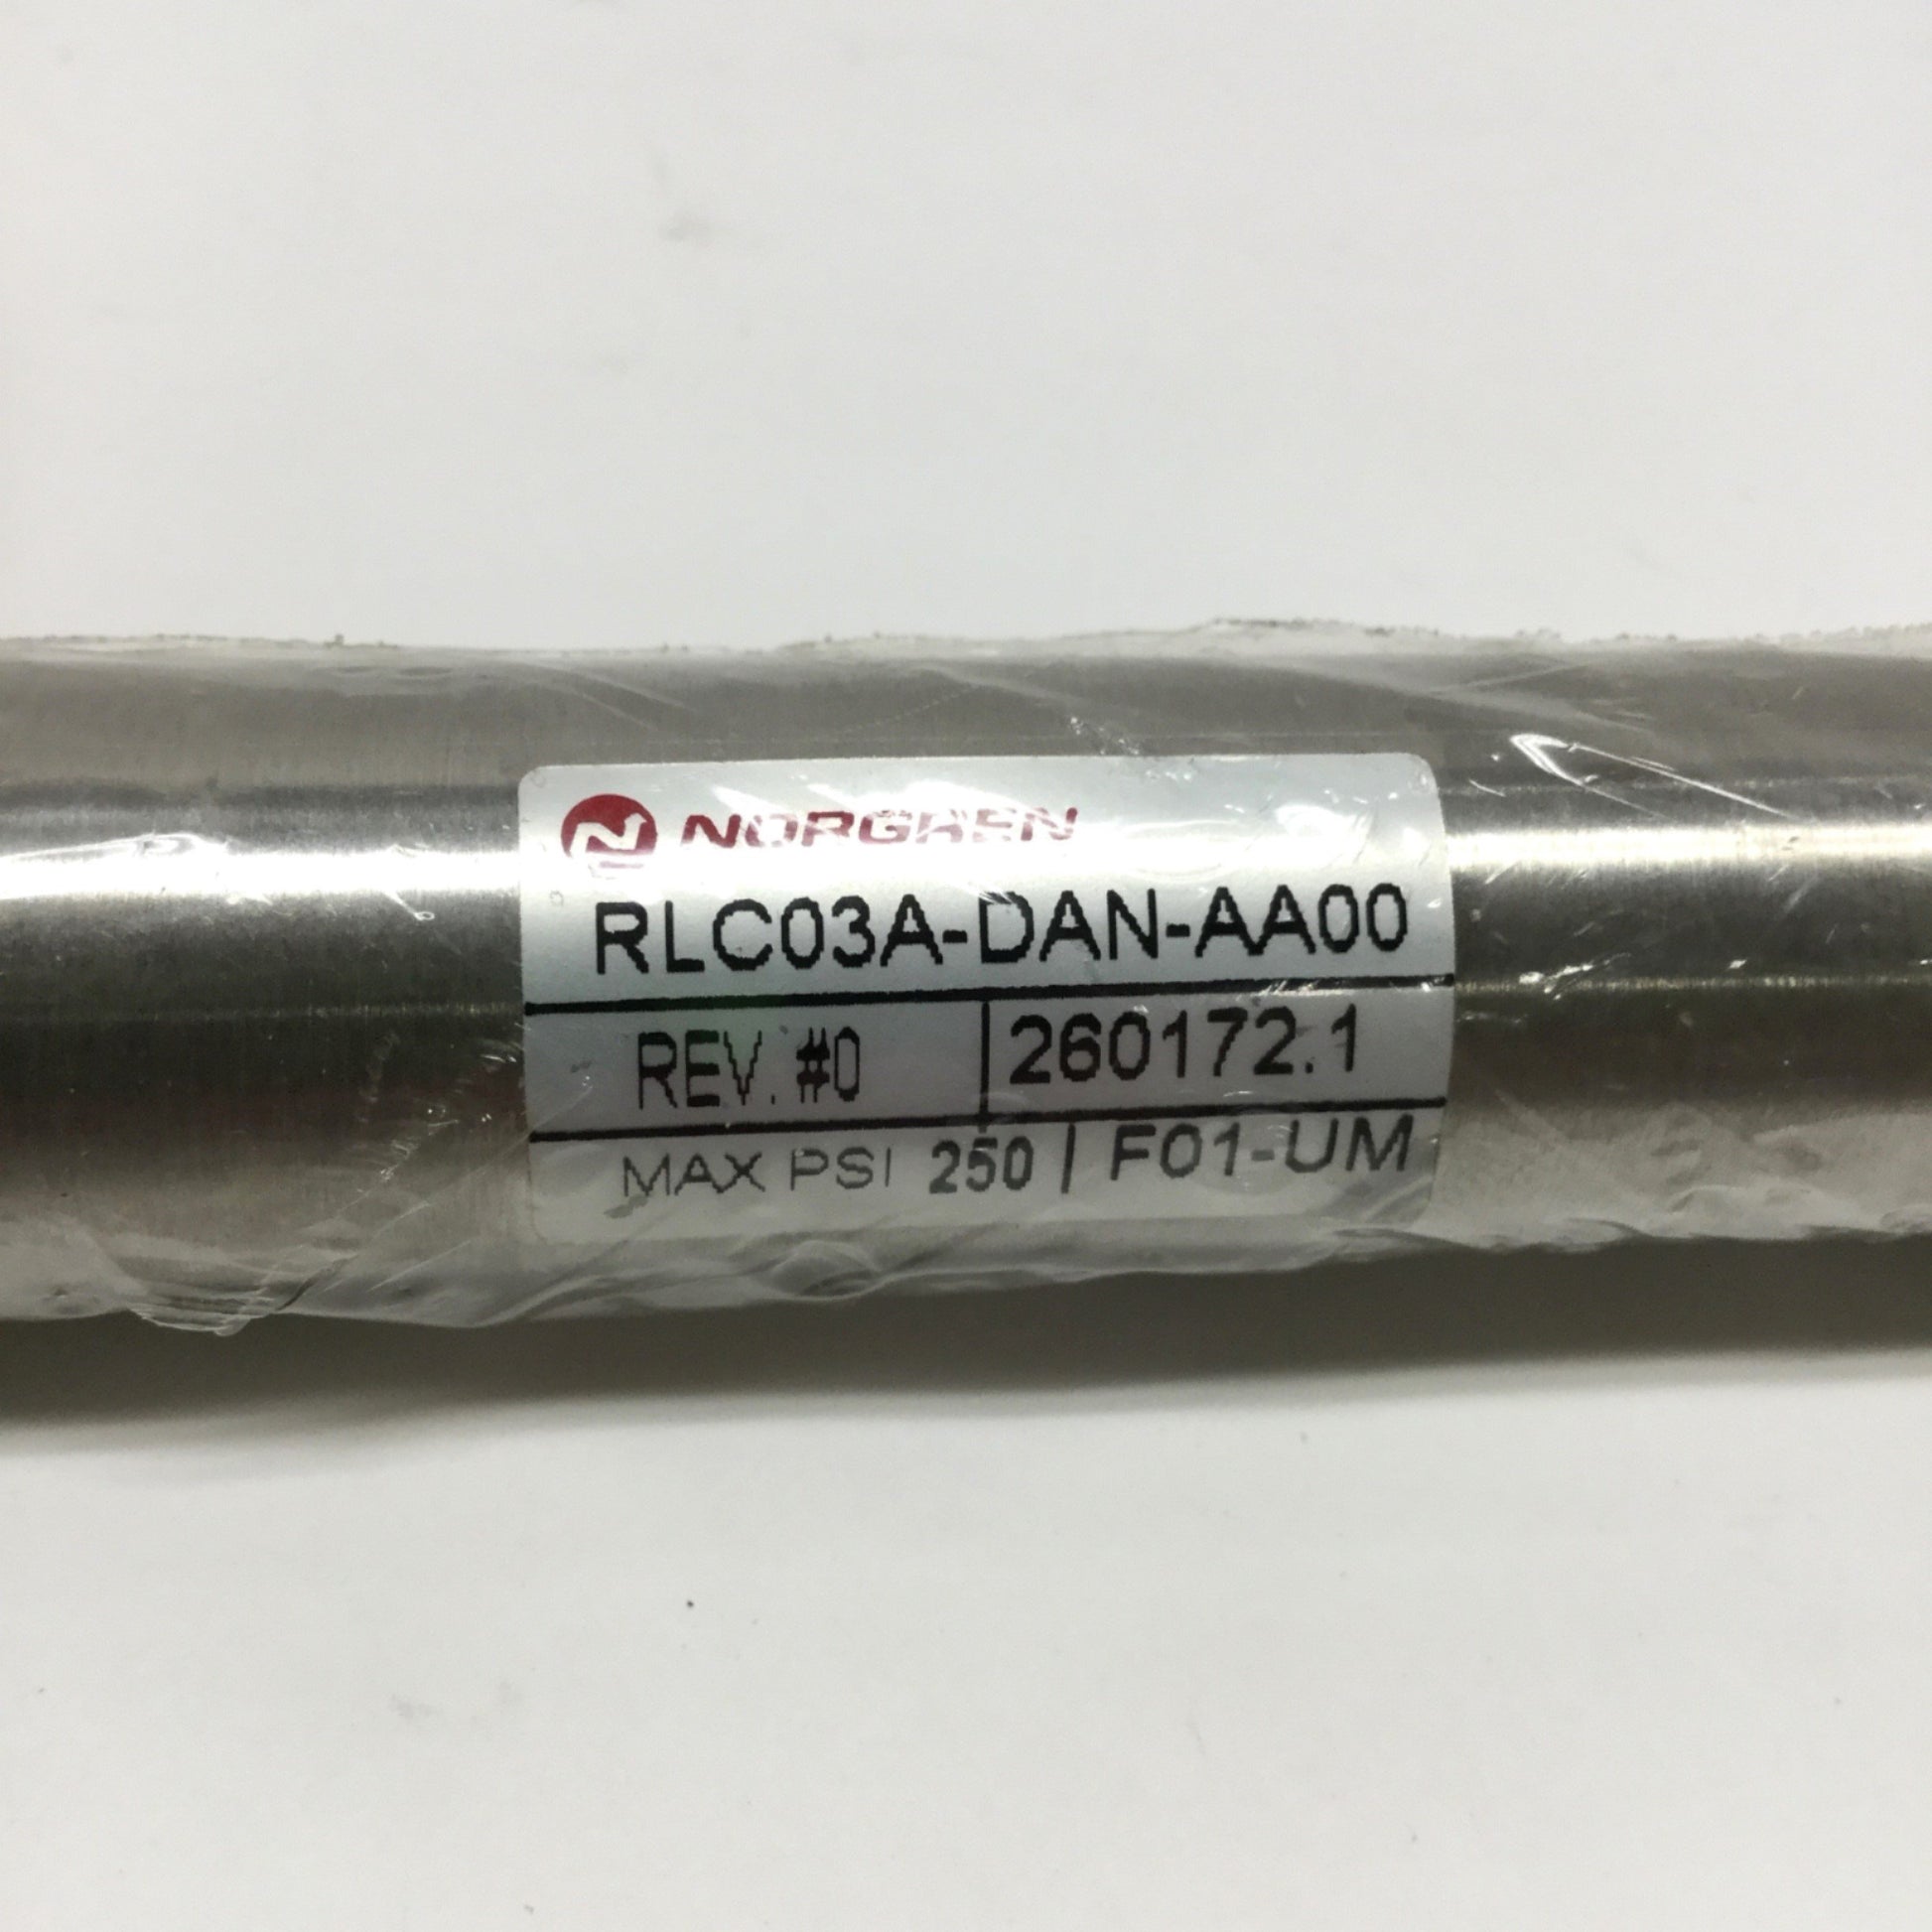 NORGREN
RLC03A-DAN-AA00
REV. #0 260172.1
MAX PSI 250 | F01-UM